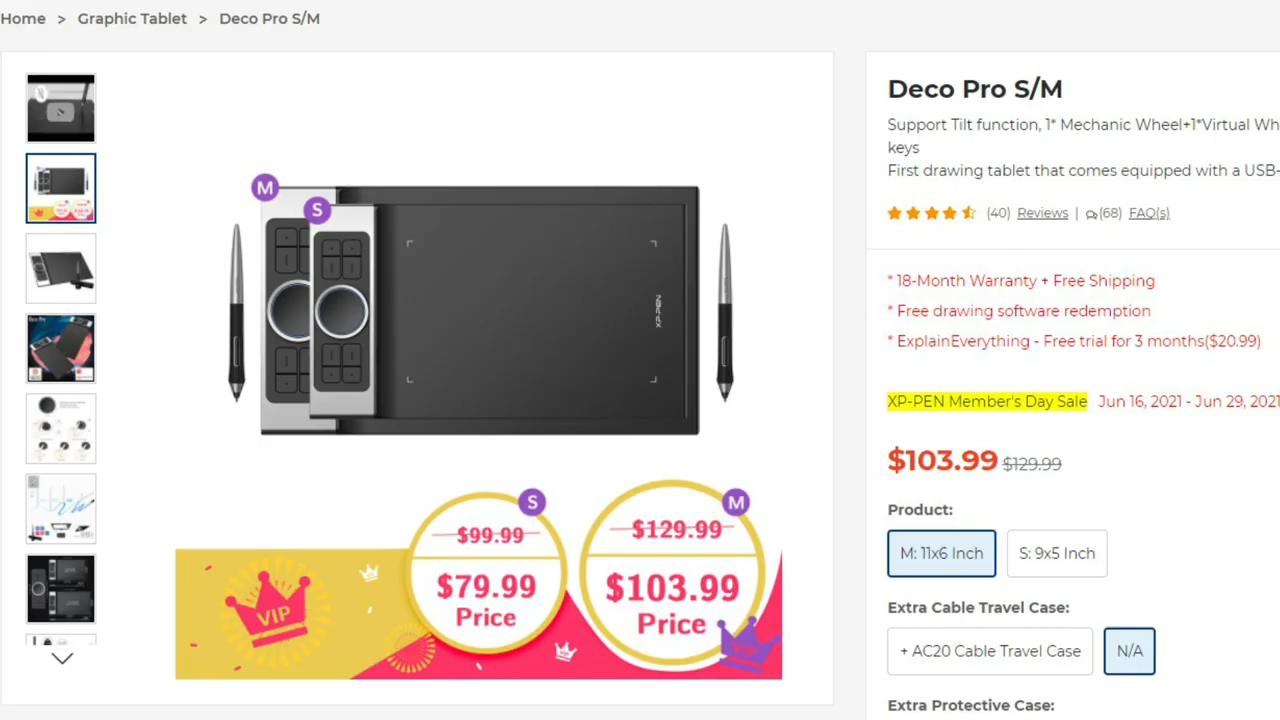 Home > Graphic Tablet > Deco Pro S/M
M
S
XP-PEN
S
M
$99.99
$129.99
$79.99
Price
$103.99
Price
VIP
Deco Pro S/M
Support Tilt function, 1* Mechanic Wheel+1*Virtual Wh
keys
First drawing tablet that comes equipped with a USB-
(40) Reviews | (68) FAQ(s)
* 18-Month Warranty + Free Shipping
* Free drawing software redemption
* ExplainEverything - Free trial for 3 months($20.99)
XP-PEN Member's Day Sale Jun 16, 2021 - Jun 29, 2021
$103.99 $129.99
Product:
M: 11x6 Inch S: 9x5 Inch
Extra Cable Travel Case:
+ AC20 Cable Travel Case N/A
Extra Protective Case: